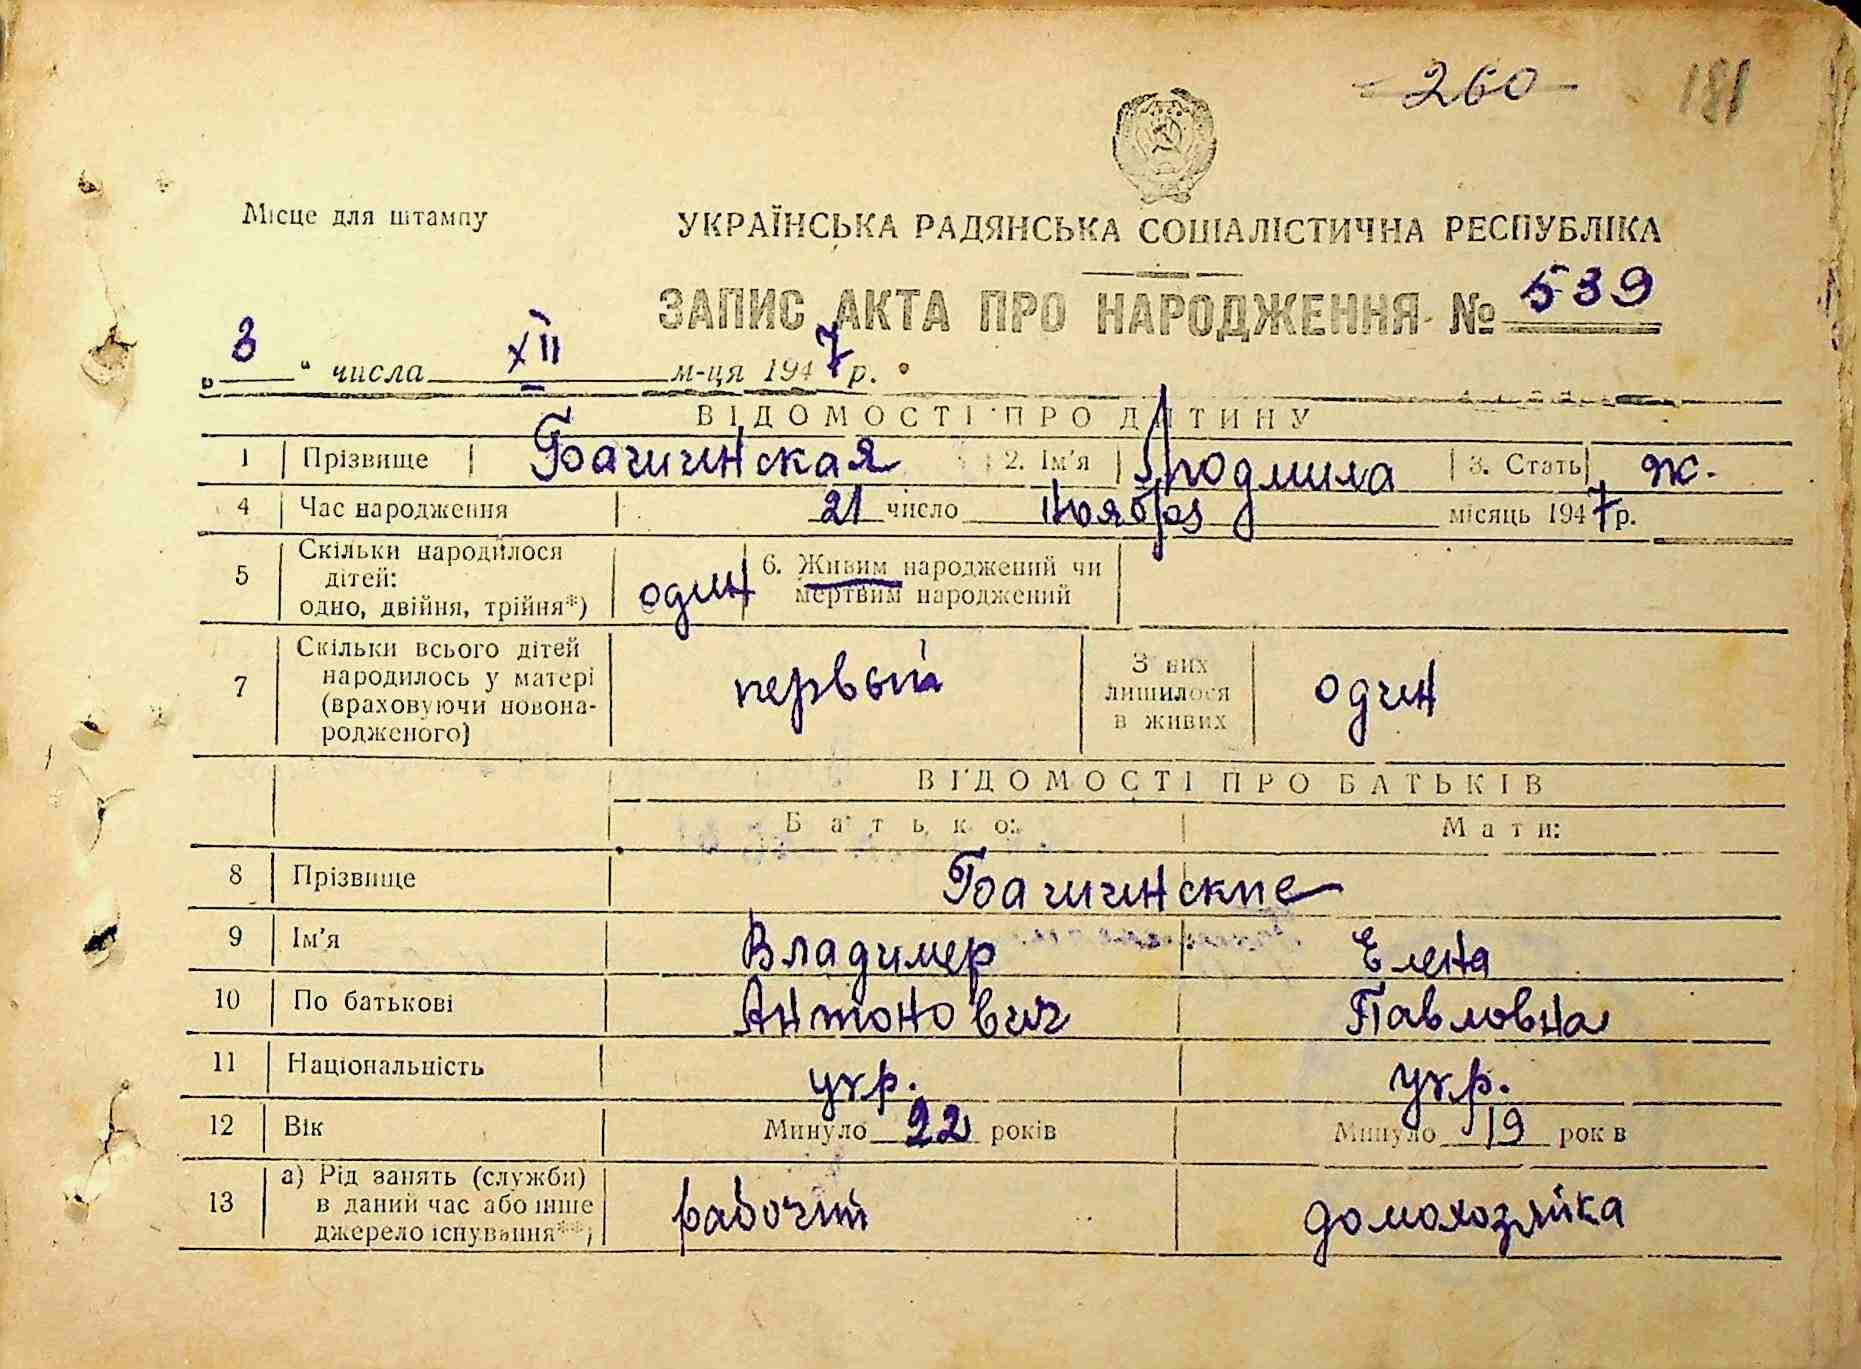 260 181
Місце для штампу
УКРАЇНСЬКА РАДЯНСЬКА СОЦІАЛІСТИЧНА РЕСПУБЛІКА
ЗАПИС АКТА ПРО НАРОДЖЕННЯ № 539
„ 3 " числа XII м-ця 1947 р.
ВІДОМОСТІ ПРО ДИТИНУ
1 Прізвище Бачичинская 2. Ім'я Людмила 3. Стать ж.
4 Час народження 21 число ноября місяць 1947 р.
5 Скільки народилося
дітей:
одно, двійня, трійня*) один 6. Живим народжений чи
мертвим народжений
7 Скільки всього дітей
народилось у матері
(враховуючи новона-
родженого) первый З них
лишилося
в живих один
ВІДОМОСТІ ПРО БАТЬКІВ
Батько: Мати:
8 Прізвище Бачичинские
9 Ім'я Владимер Елена
10 По батькові Антонович Павловна
11 Національність укр. укр.
12 Вік Минуло 22 років Минуло 19 років
13 а) Рід занять (служби)
в даний час або інше
джерело існування**) рабочий домохозяйка